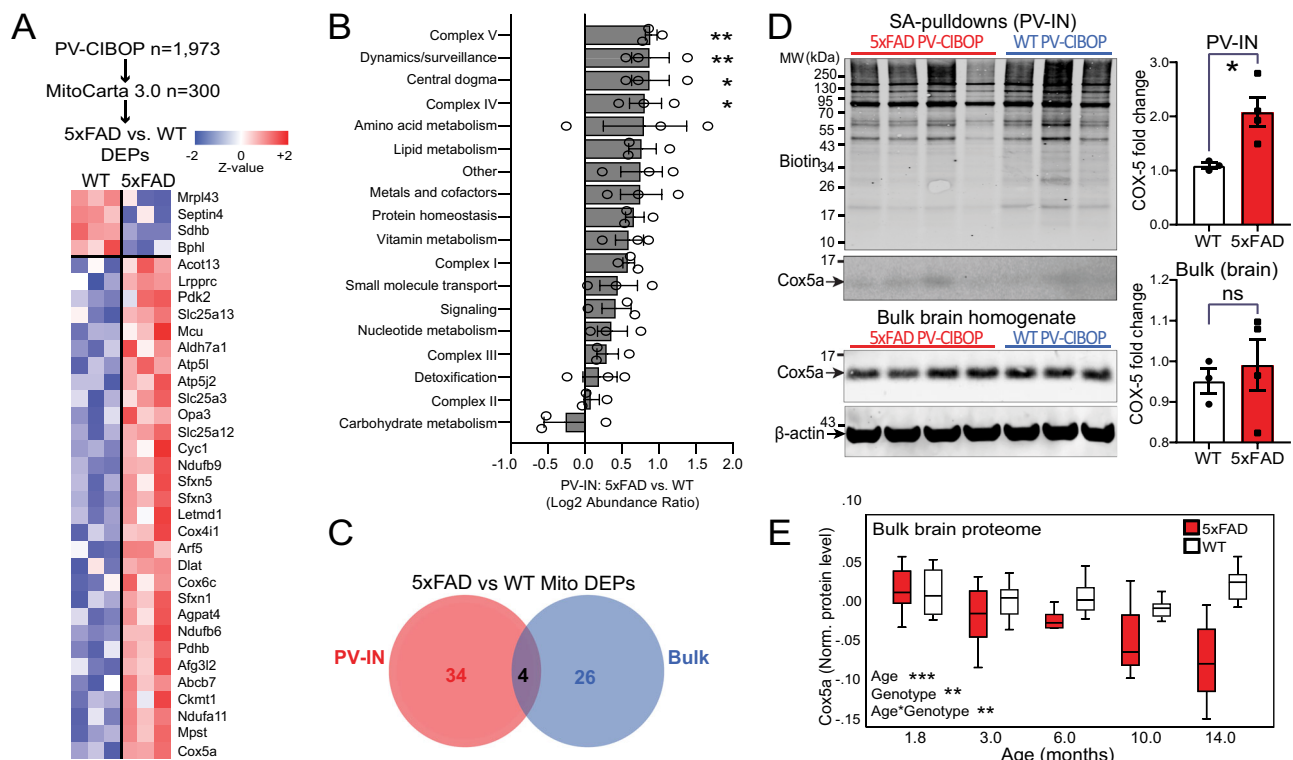 A
PV-CIBOP n=1,973
MitoCarta 3.0 n=300
5xFAD vs. WT
DEPs
-2 0 +2
Z-value
WT 5xFAD
Mrpl43
Septin4
Sdhb
Bphl
Acot13
Lrpprc
Pdk2
Slc25a13
Mcu
Aldh7a1
Atp5l
Atp5j2
Slc25a3
Opa3
Slc25a12
Cyc1
Ndufb9
Sfxn5
Sfxn3
Letmd1
Cox4i1
Arf5
Dlat
Cox6c
Sfxn1
Agpat4
Ndufb6
Pdhb
Afg3l2
Abcb7
Ckmt1
Ndufa11
Mpst
Cox5a
B
Complex V **
Dynamics/surveillance **
Central dogma *
Complex IV *
Amino acid metabolism
Lipid metabolism
Other
Metals and cofactors
Protein homeostasis
Vitamin metabolism
Complex I
Small molecule transport
Signaling
Nucleotide metabolism
Complex III
Detoxification
Complex II
Carbohydrate metabolism
-1.0 -0.5 0.0 0.5 1.0 1.5 2.0
PV-IN: 5xFAD vs. WT
(Log2 Abundance Ratio)
C
5xFAD vs WT Mito DEPs
PV-IN 34 4 26 Bulk
D
SA-pulldowns (PV-IN)
5xFAD PV-CIBOP WT PV-CIBOP
MW (kDa)
250
130
95
70
55
43
Biotin 34
26
17
10
17
Cox5a
Bulk brain homogenate
5xFAD PV-CIBOP WT PV-CIBOP
17
Cox5a
43
β-actin
PV-IN
*
COX-5 fold change
3.0
2.0
1.0
0.0
WT 5xFAD
Bulk (brain)
ns
COX-5 fold change
1.2
1.1
1.0
0.9
0.8
WT 5xFAD
E
Bulk brain proteome
5xFAD
WT
Cox5a (Norm. protein level)
.10
.05
.00
-.05
-.10
-.15
Age ***
Genotype **
Age*Genotype **
1.8 3.0 6.0 10.0 14.0
Age (months)